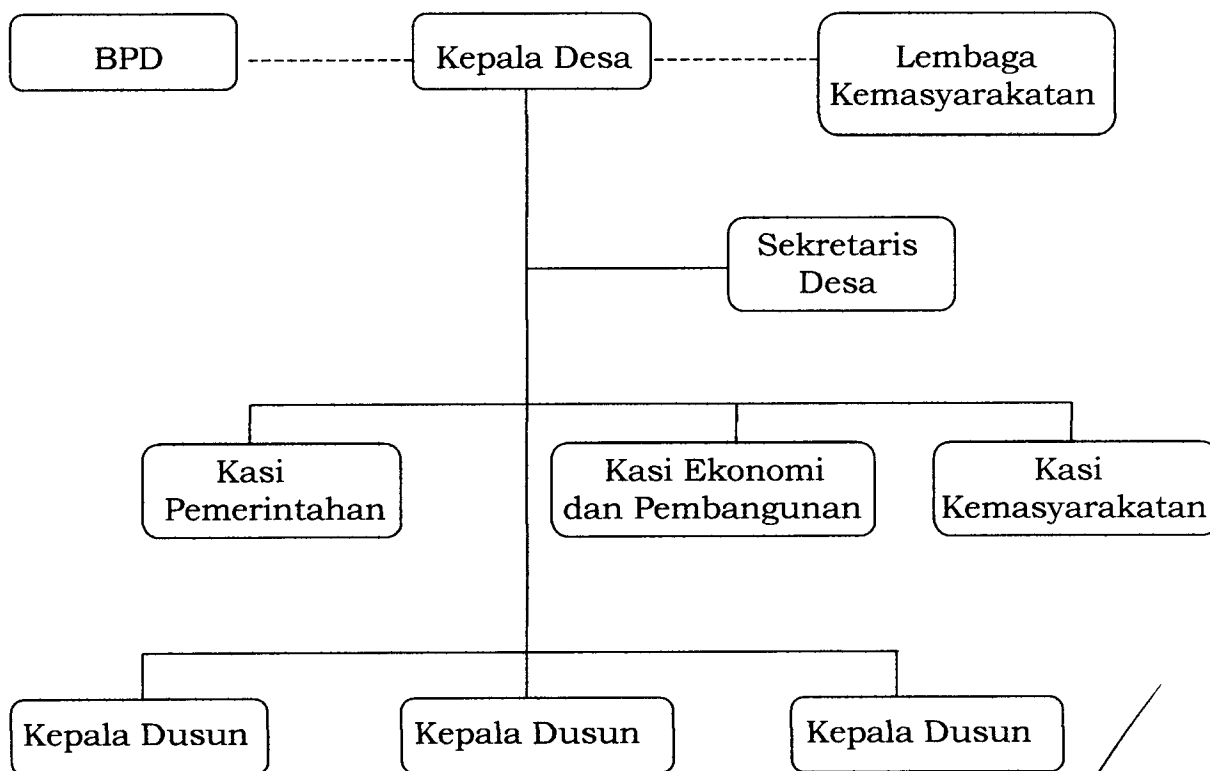 BPD
Kepala Desa
Lembaga
Kemasyarakatan
Sekretaris
Desa
Kasi
Pemerintahan
Kasi Ekonomi
dan Pembangunan
Kasi
Kemasyarakatan
Kepala Dusun
Kepala Dusun
Kepala Dusun